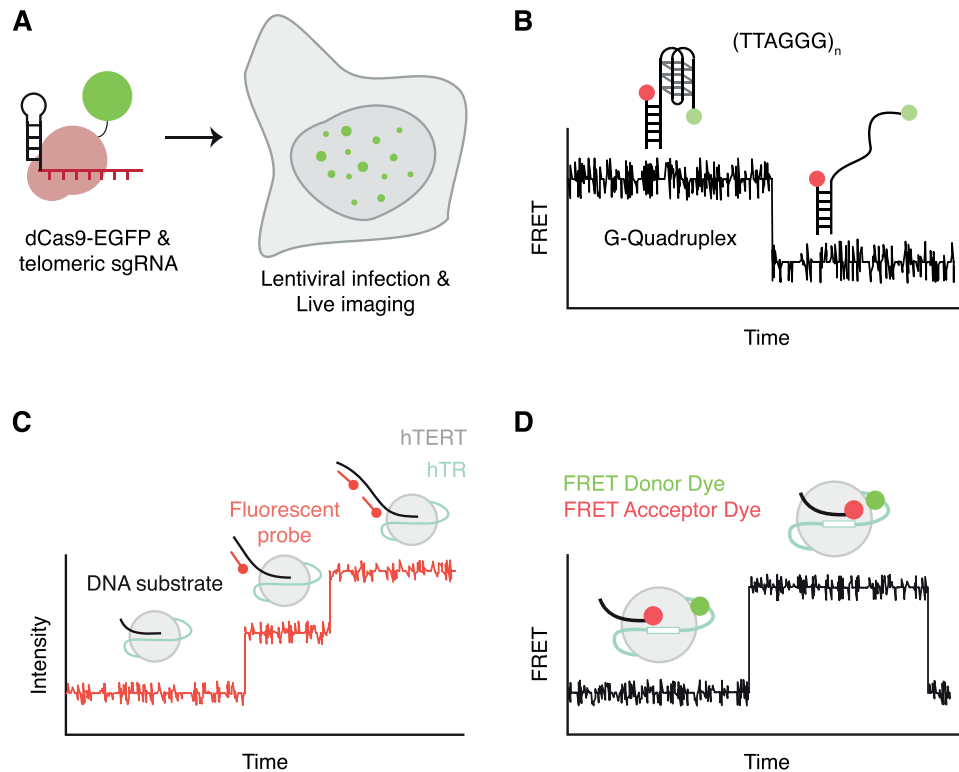 A
dCas9-EGFP &
telomeric sgRNA
Lentiviral infection &
Live imaging
B
(TTAGGG)n
FRET
G-Quadruplex
Time
C
hTERT
hTR
Fluorescent
probe
DNA substrate
Intensity
Time
D
FRET Donor Dye
FRET Accceptor Dye
FRET
Time